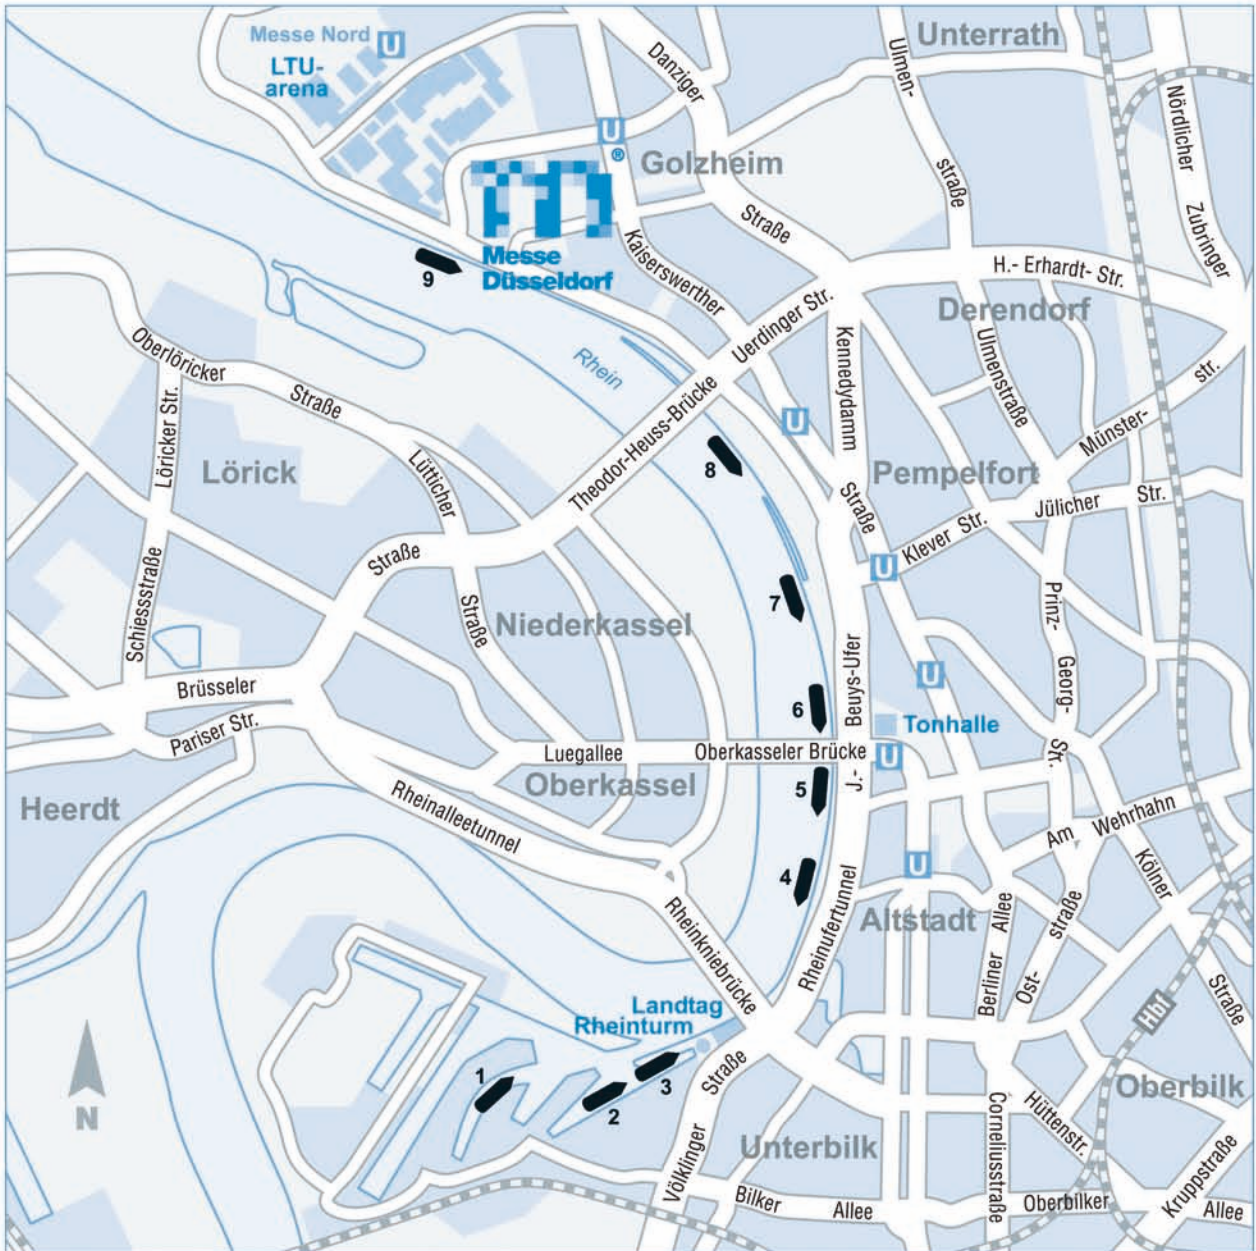 Messe Nord U
LTU-
arena
Danziger
Straße
Ulmen-
straße
Unterrath
Nördlicher
Zubringer
U
®
Golzheim
Messe
Düsseldorf
9
Kaiserswerther
Straße
H.- Erhardt- Str.
Derendorf
Uerdinger Str.
Kennedydamm
Ulmenstraße
Münster-
str.
Rhein
Oberlöricker
Straße
Löricker Str.
Lörick
Lütticher
Straße
Theodor-Heuss-Brücke
8
U
Pempelfort
Klever Str.
Jülicher Str.
U
Schiessstraße
Straße
Niederkassel
7
Prinz-
Georg-
Str.
U
Brüsseler
Pariser Str.
6
J.-
Beuys-Ufer
Tonhalle
Luegallee
Oberkasseler Brücke
U
Oberkassel
5
Heerdt
Rheinalleetunnel
Am Wehrhahn
4
U
Kölner
Straße
Altstadt
Rheinufertunnel
Rheinkniebrücke
Berliner Allee
Ost-
straße
Hbf
Landtag
Rheinturm
1
2
3
N
Völklinger
Straße
Unterbilk
Oberbilk
Hüttenstr.
Corneliusstraße
Kruppstraße
Bilker Allee
Oberbilker Allee